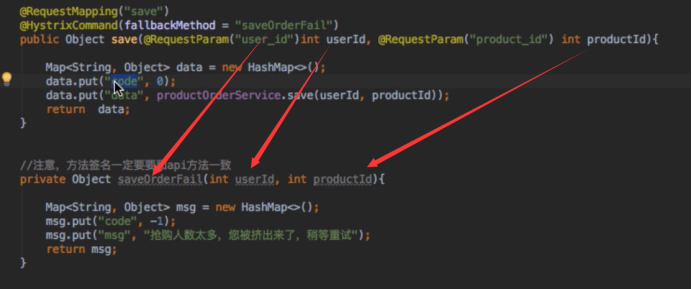 @RequestMapping("save")
@HystrixCommand(fallbackMethod = "saveOrderFail")
public Object save(@RequestParam("user_id")int userId, @RequestParam("product_id") int productId){
Map<String, Object> data = new HashMap<>();
data.put("code", 0);
data.put("data", productOrderService.save(userId, productId));
return data;
}
//注意，方法签名一定要要 api方法一致
private Object saveOrderFail(int userId, int productId){
Map<String, Object> msg = new HashMap<>();
msg.put("code", -1);
msg.put("msg", "抢购人数太多，您被挤出来了，稍等重试");
return msg;
}